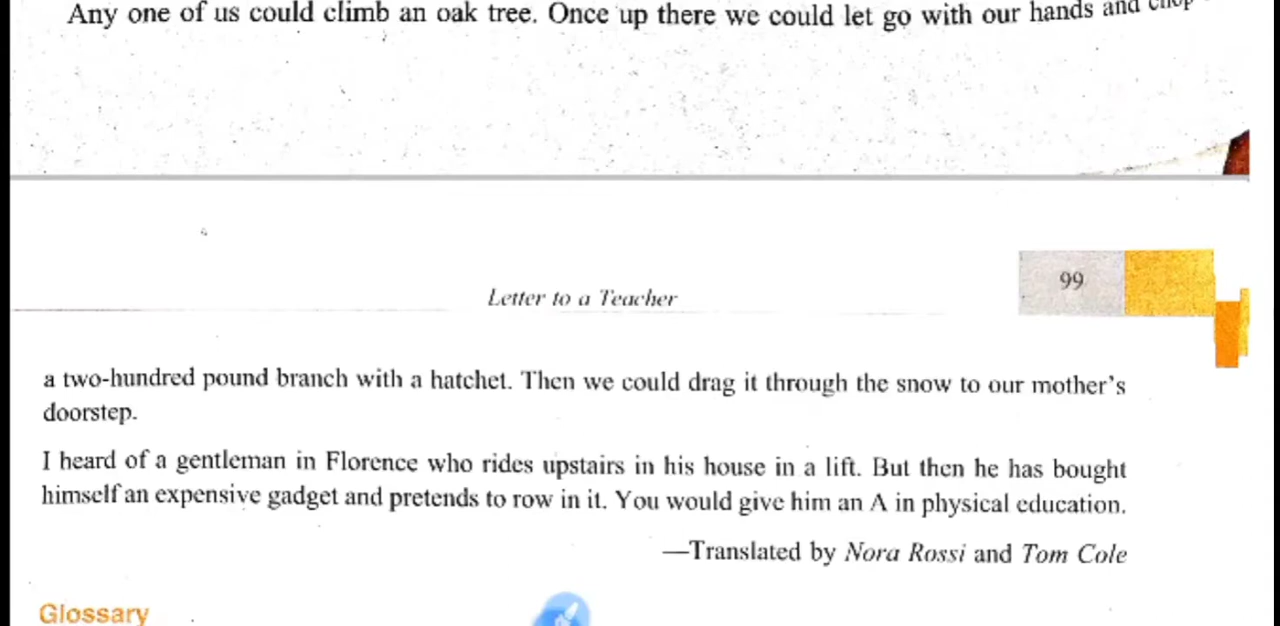 Any one of us could climb an oak tree. Once up there we could let go with our hands and chop
99
Letter to a Teacher
a two-hundred pound branch with a hatchet. Then we could drag it through the snow to our mother's
doorstep.
I heard of a gentleman in Florence who rides upstairs in his house in a lift. But then he has bought
himself an expensive gadget and pretends to row in it. You would give him an A in physical education.
—Translated by Nora Rossi and Tom Cole
Glossary